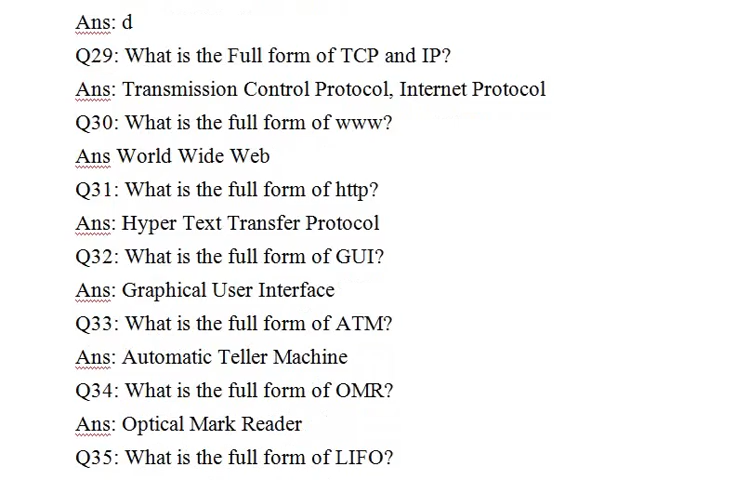 Ans: d
Q29: What is the Full form of TCP and IP?
Ans: Transmission Control Protocol, Internet Protocol
Q30: What is the full form of www?
Ans World Wide Web
Q31: What is the full form of http?
Ans: Hyper Text Transfer Protocol
Q32: What is the full form of GUI?
Ans: Graphical User Interface
Q33: What is the full form of ATM?
Ans: Automatic Teller Machine
Q34: What is the full form of OMR?
Ans: Optical Mark Reader
Q35: What is the full form of LIFO?